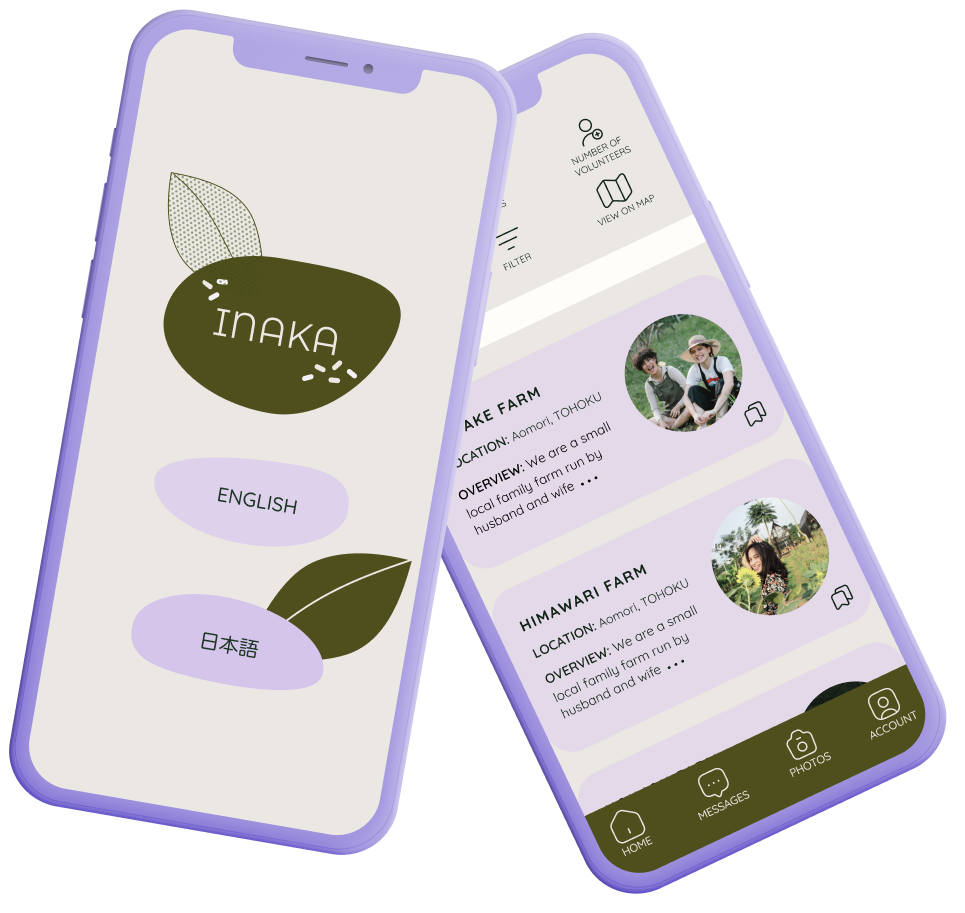 INAKA
ENGLISH
日本語
NUMBER OF
VOLUNTEERS
VIEW ON MAP
FILTER
AKE FARM
OCATION: Aomori, TOHOKU
OVERVIEW: We are a small
local family farm run by
husband and wife ...
HIMAWARI FARM
LOCATION: Aomori, TOHOKU
OVERVIEW: We are a small
local family farm run by
husband and wife ...
HOME
MESSAGES
PHOTOS
ACCOUNT